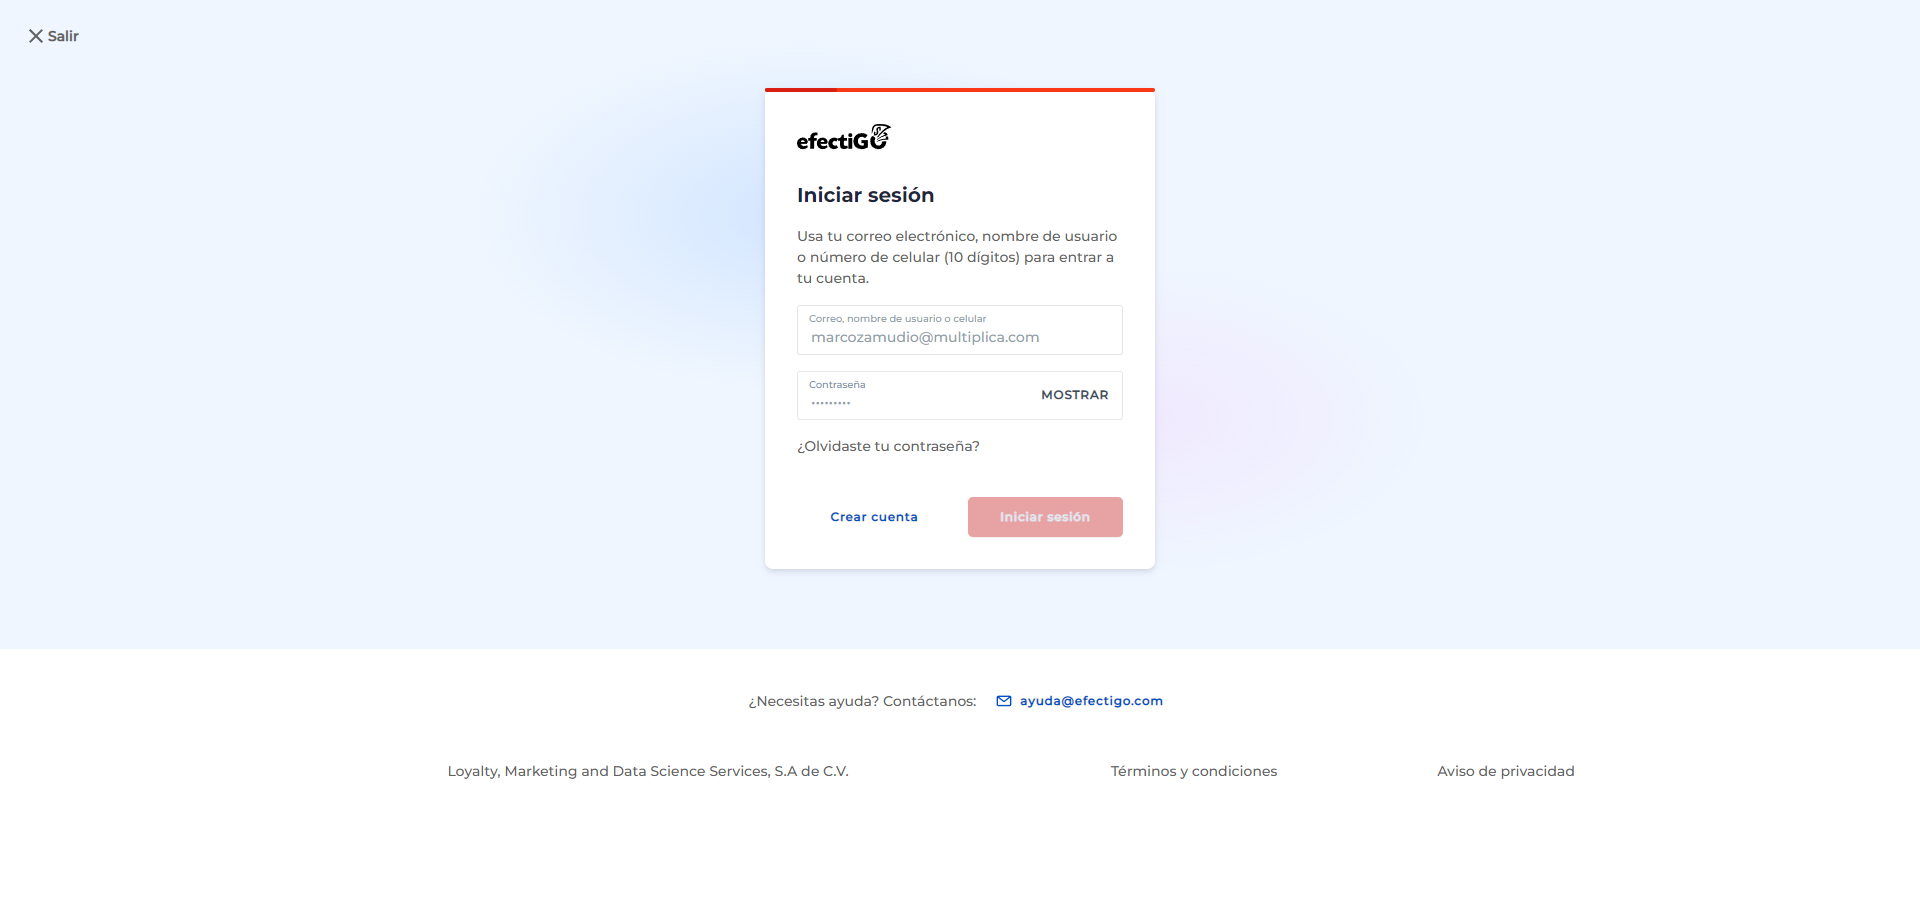 Salir
efectiGO
Iniciar sesión
Usa tu correo electrónico, nombre de usuario
o número de celular (10 dígitos) para entrar a
tu cuenta.
Correo, nombre de usuario o celular
marcozamudio@multiplica.com
Contraseña
•••••••••
MOSTRAR
¿Olvidaste tu contraseña?
Crear cuenta
Iniciar sesión
¿Necesitas ayuda? Contáctanos:
ayuda@efectigo.com
Loyalty, Marketing and Data Science Services, S.A de C.V.
Términos y condiciones
Aviso de privacidad